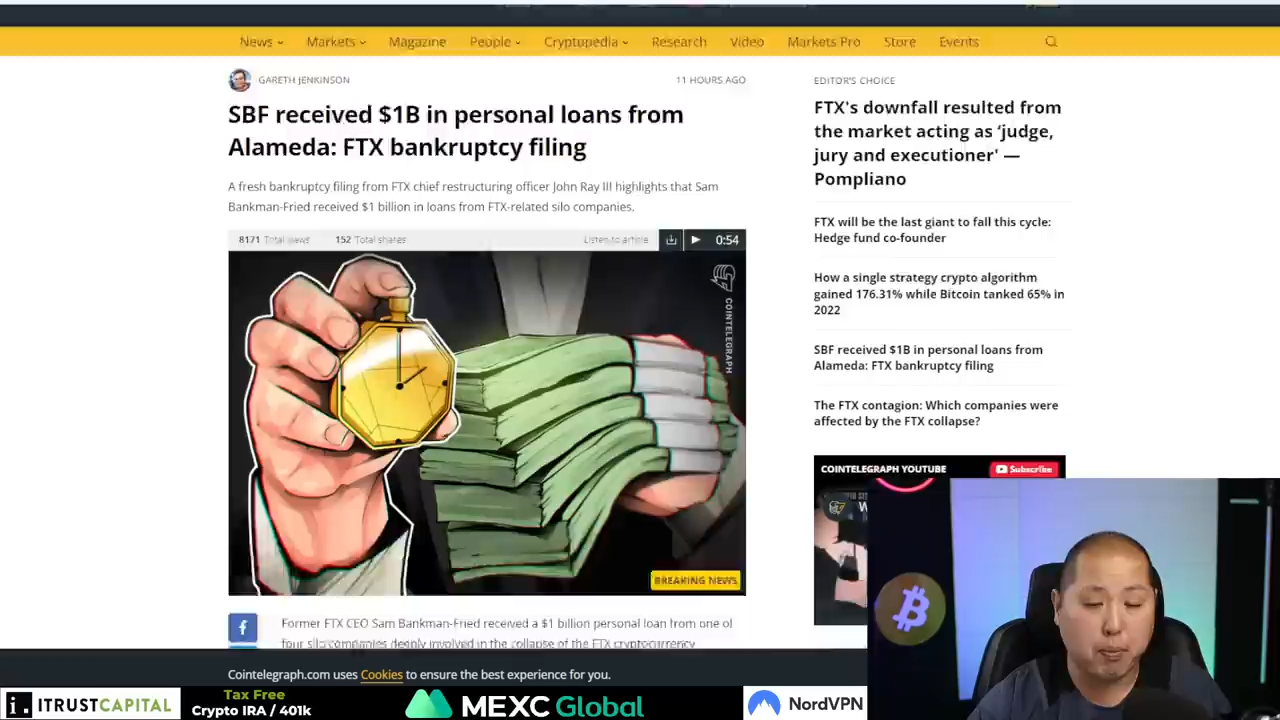 News Markets Magazine People Cryptopedia Research Video Markets Pro Store Events
GARETH JENKINSON
11 HOURS AGO
SBF received $1B in personal loans from
Alameda: FTX bankruptcy filing
A fresh bankruptcy filing from FTX chief restructuring officer John Ray III highlights that Sam
Bankman-Fried received $1 billion in loans from FTX-related silo companies.
8171 Total views 152 Total shares Listen to article 0:54
COINTELEGRAPH
BREAKING NEWS
Former FTX CEO Sam Bankman-Fried received a $1 billion personal loan from one of
four silo companies deeply involved in the collapse of the FTX cryptocurrency
EDITOR'S CHOICE
FTX's downfall resulted from
the market acting as ‘judge,
jury and executioner' —
Pompliano
FTX will be the last giant to fall this cycle:
Hedge fund co-founder
How a single strategy crypto algorithm
gained 176.31% while Bitcoin tanked 65% in
2022
SBF received $1B in personal loans from
Alameda: FTX bankruptcy filing
The FTX contagion: Which companies were
affected by the FTX collapse?
COINTELEGRAPH YOUTUBE
Subscribe
Cointelegraph.com uses Cookies to ensure the best experience for you.
ITRUSTCAPITAL
Tax Free
Crypto IRA / 401k
MEXC Global
NordVPN